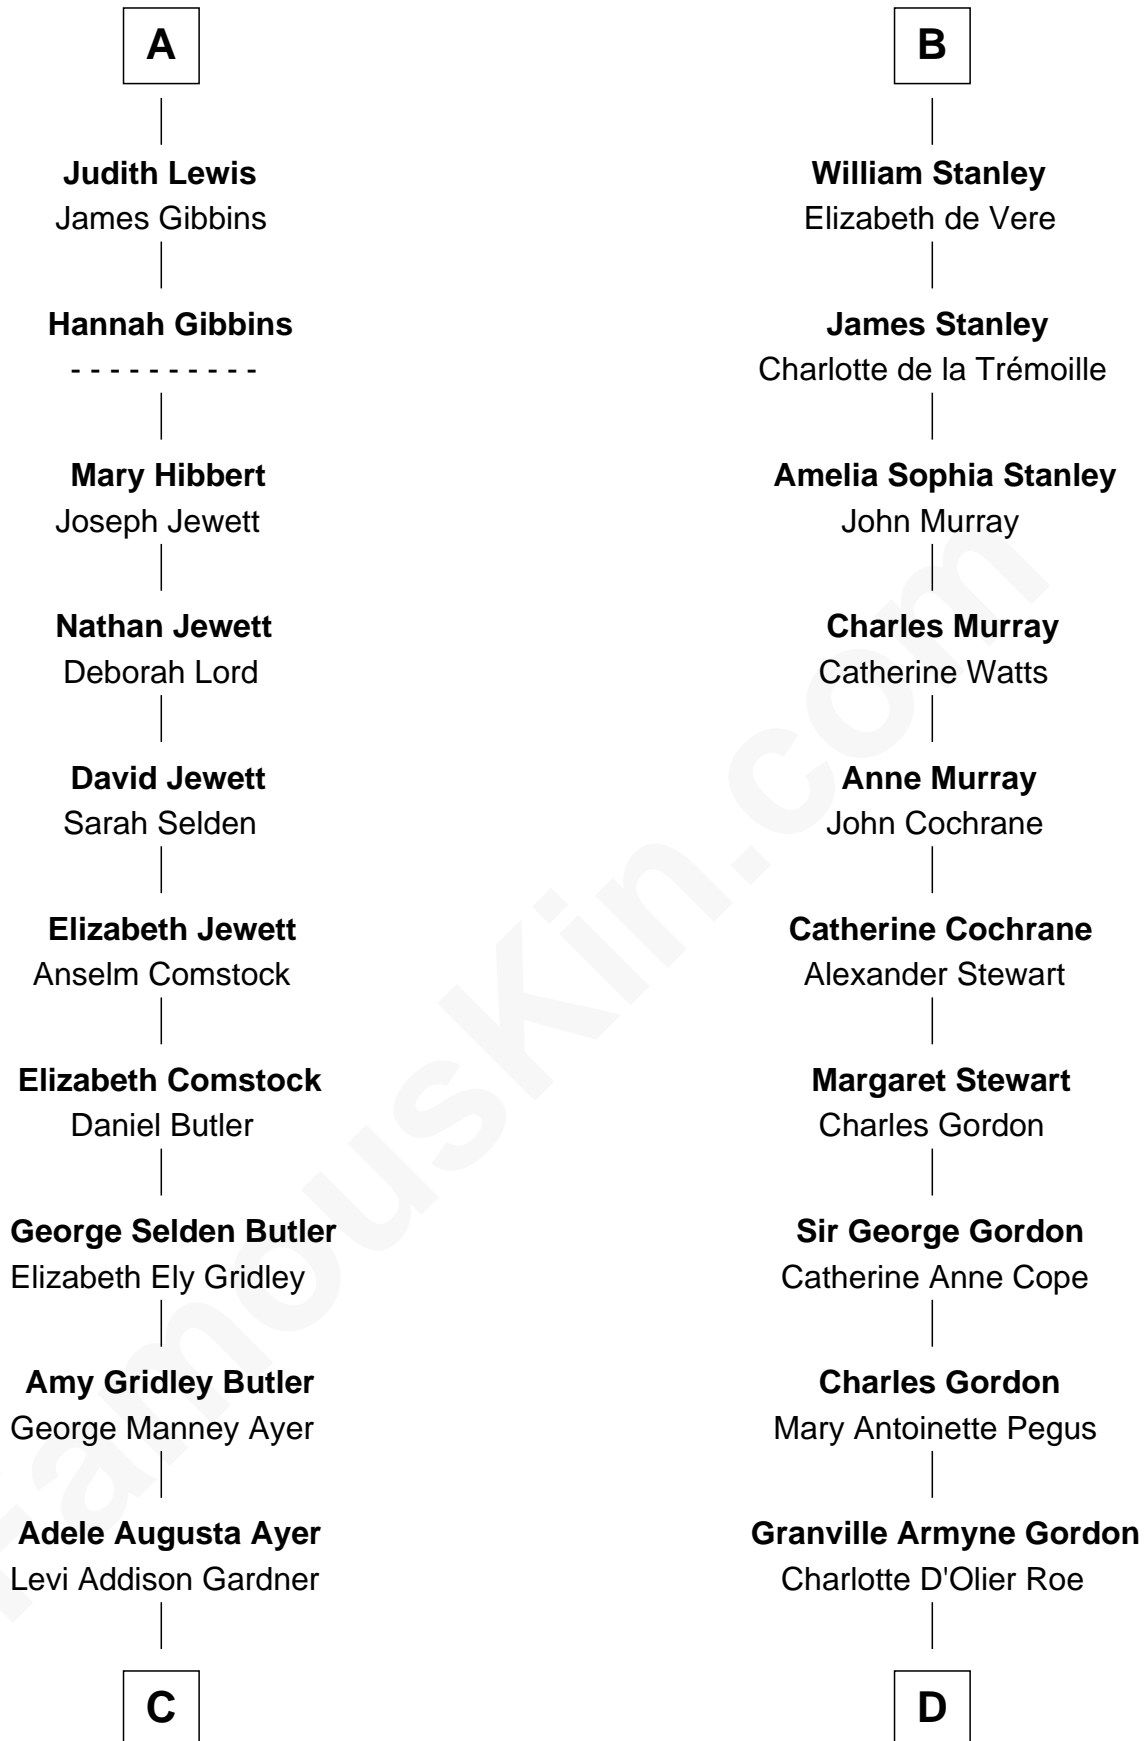 A
Judith Lewis
James Gibbins
Hannah Gibbins
- - - - - - - - - -
Mary Hibbert
Joseph Jewett
Nathan Jewett
Deborah Lord
David Jewett
Sarah Selden
Elizabeth Jewett
Anselm Comstock
Elizabeth Comstock
Daniel Butler
George Selden Butler
Elizabeth Ely Gridley
Amy Gridley Butler
George Manney Ayer
Adele Augusta Ayer
Levi Addison Gardner
C
B
William Stanley
Elizabeth de Vere
James Stanley
Charlotte de la Trémoille
Amelia Sophia Stanley
John Murray
Charles Murray
Catherine Watts
Anne Murray
John Cochrane
Catherine Cochrane
Alexander Stewart
Margaret Stewart
Charles Gordon
Sir George Gordon
Catherine Anne Cope
Charles Gordon
Mary Antoinette Pegus
Granville Armyne Gordon
Charlotte D'Olier Roe
D
FamousKin.com